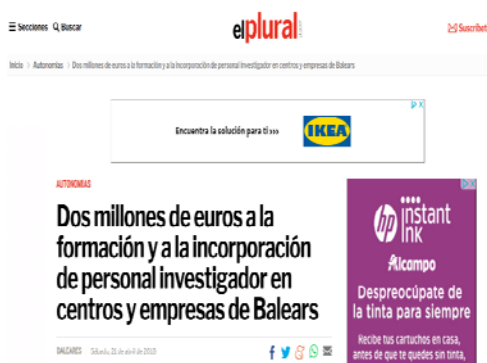 Secciones Buscar
elplural
Suscríbet
Inicio > Autonomías > Dos millones de euros a la formación y a la incorporación de personal investigador en centros y empresas de Balears
Encuentra la solución para ti >>> IKEA
AUTONOMÍAS
Dos millones de euros a la
formación y a la incorporación
de personal investigador en
centros y empresas de Balears
BALEARES
hp instant
ink
Alcampo
Despreocúpate de
la tinta para siempre
Recibe tus cartuchos en casa,
antes de que te quedes sin tinta,